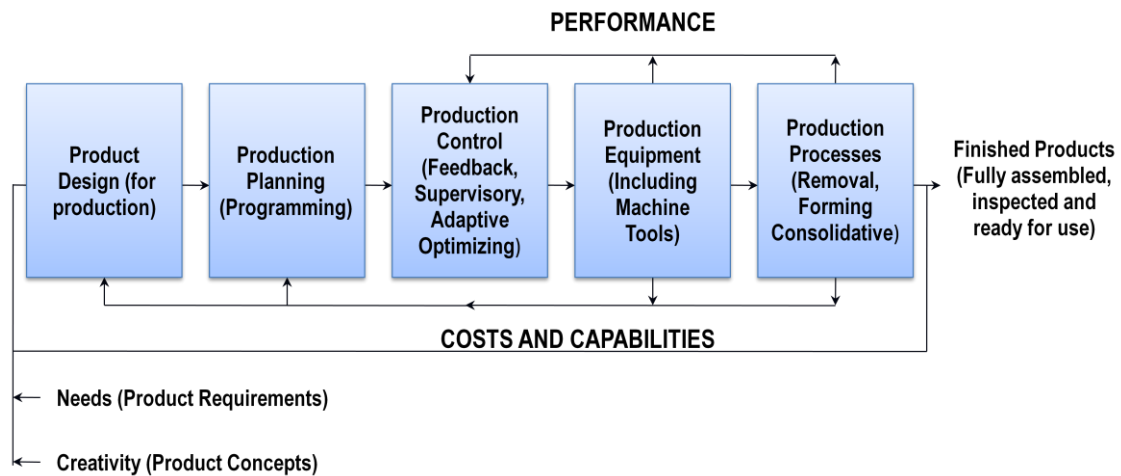 PERFORMANCE
Product
Design (for
production)
Production
Planning
(Programming)
Production
Control
(Feedback,
Supervisory,
Adaptive
Optimizing)
Production
Equipment
(Including
Machine
Tools)
Production
Processes
(Removal,
Forming
Consolidative)
Finished Products
(Fully assembled,
inspected and
ready for use)
COSTS AND CAPABILITIES
Needs (Product Requirements)
Creativity (Product Concepts)